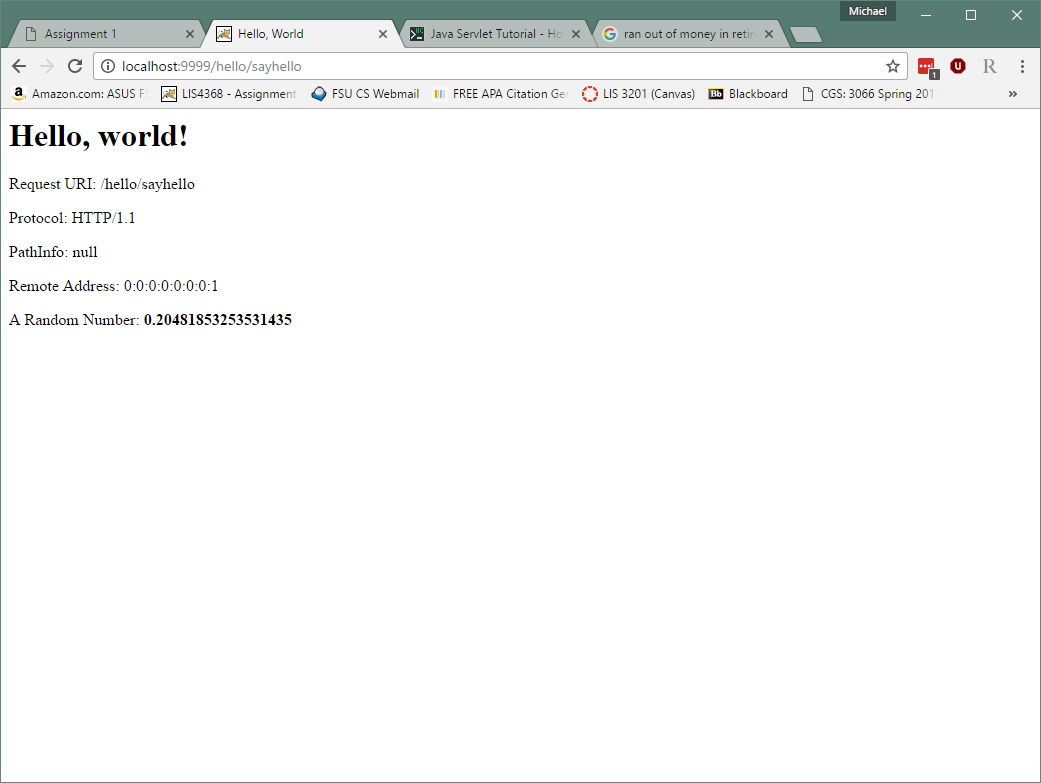 Michael
Assignment 1
Hello, World
Java Servlet Tutorial - Ho
ran out of money in retir
localhost:9999/hello/sayhello
1
R
Amazon.com: ASUS F
LIS4368 - Assignment
FSU CS Webmail
FREE APA Citation Ge
LIS 3201 (Canvas)
Bb Blackboard
CGS: 3066 Spring 201
Hello, world!
Request URI: /hello/sayhello
Protocol: HTTP/1.1
PathInfo: null
Remote Address: 0:0:0:0:0:0:0:1
A Random Number: 0.20481853253531435